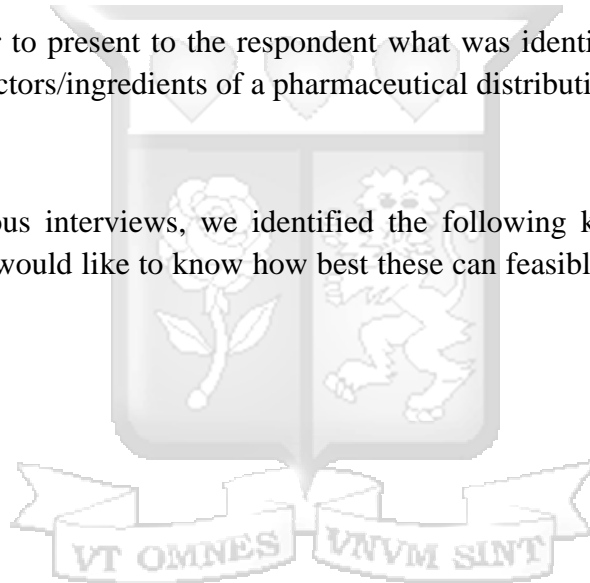 r to present to the respondent what was identi
ctors/ingredients of a pharmaceutical distributi
ous interviews, we identified the following k
would like to know how best these can feasibl
VT OMNES VNVM SINT